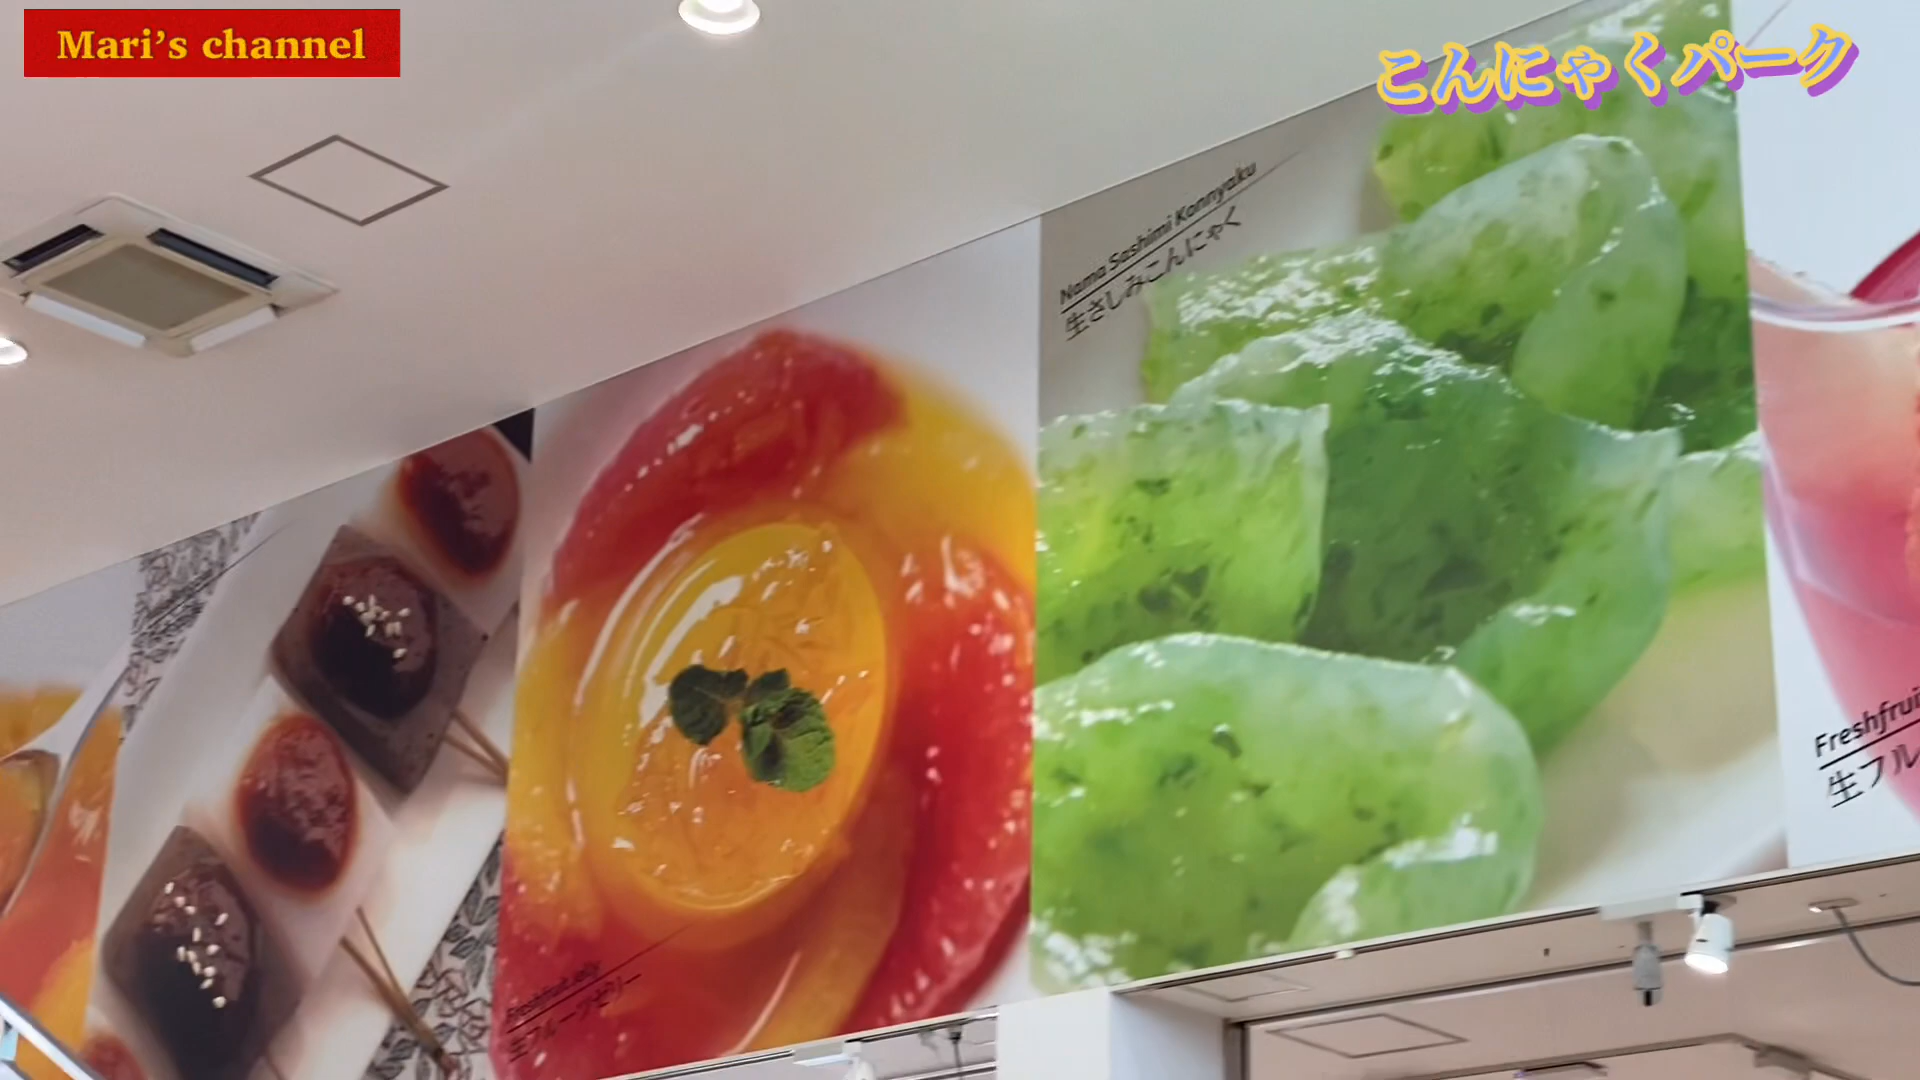 Mari's channel
こんにゃくパーク
Nama Sashimi Konnyaku
生さしみこんにゃく
Freshfruit Jelly
生フルーツゼリー
Freshfrui
生フル